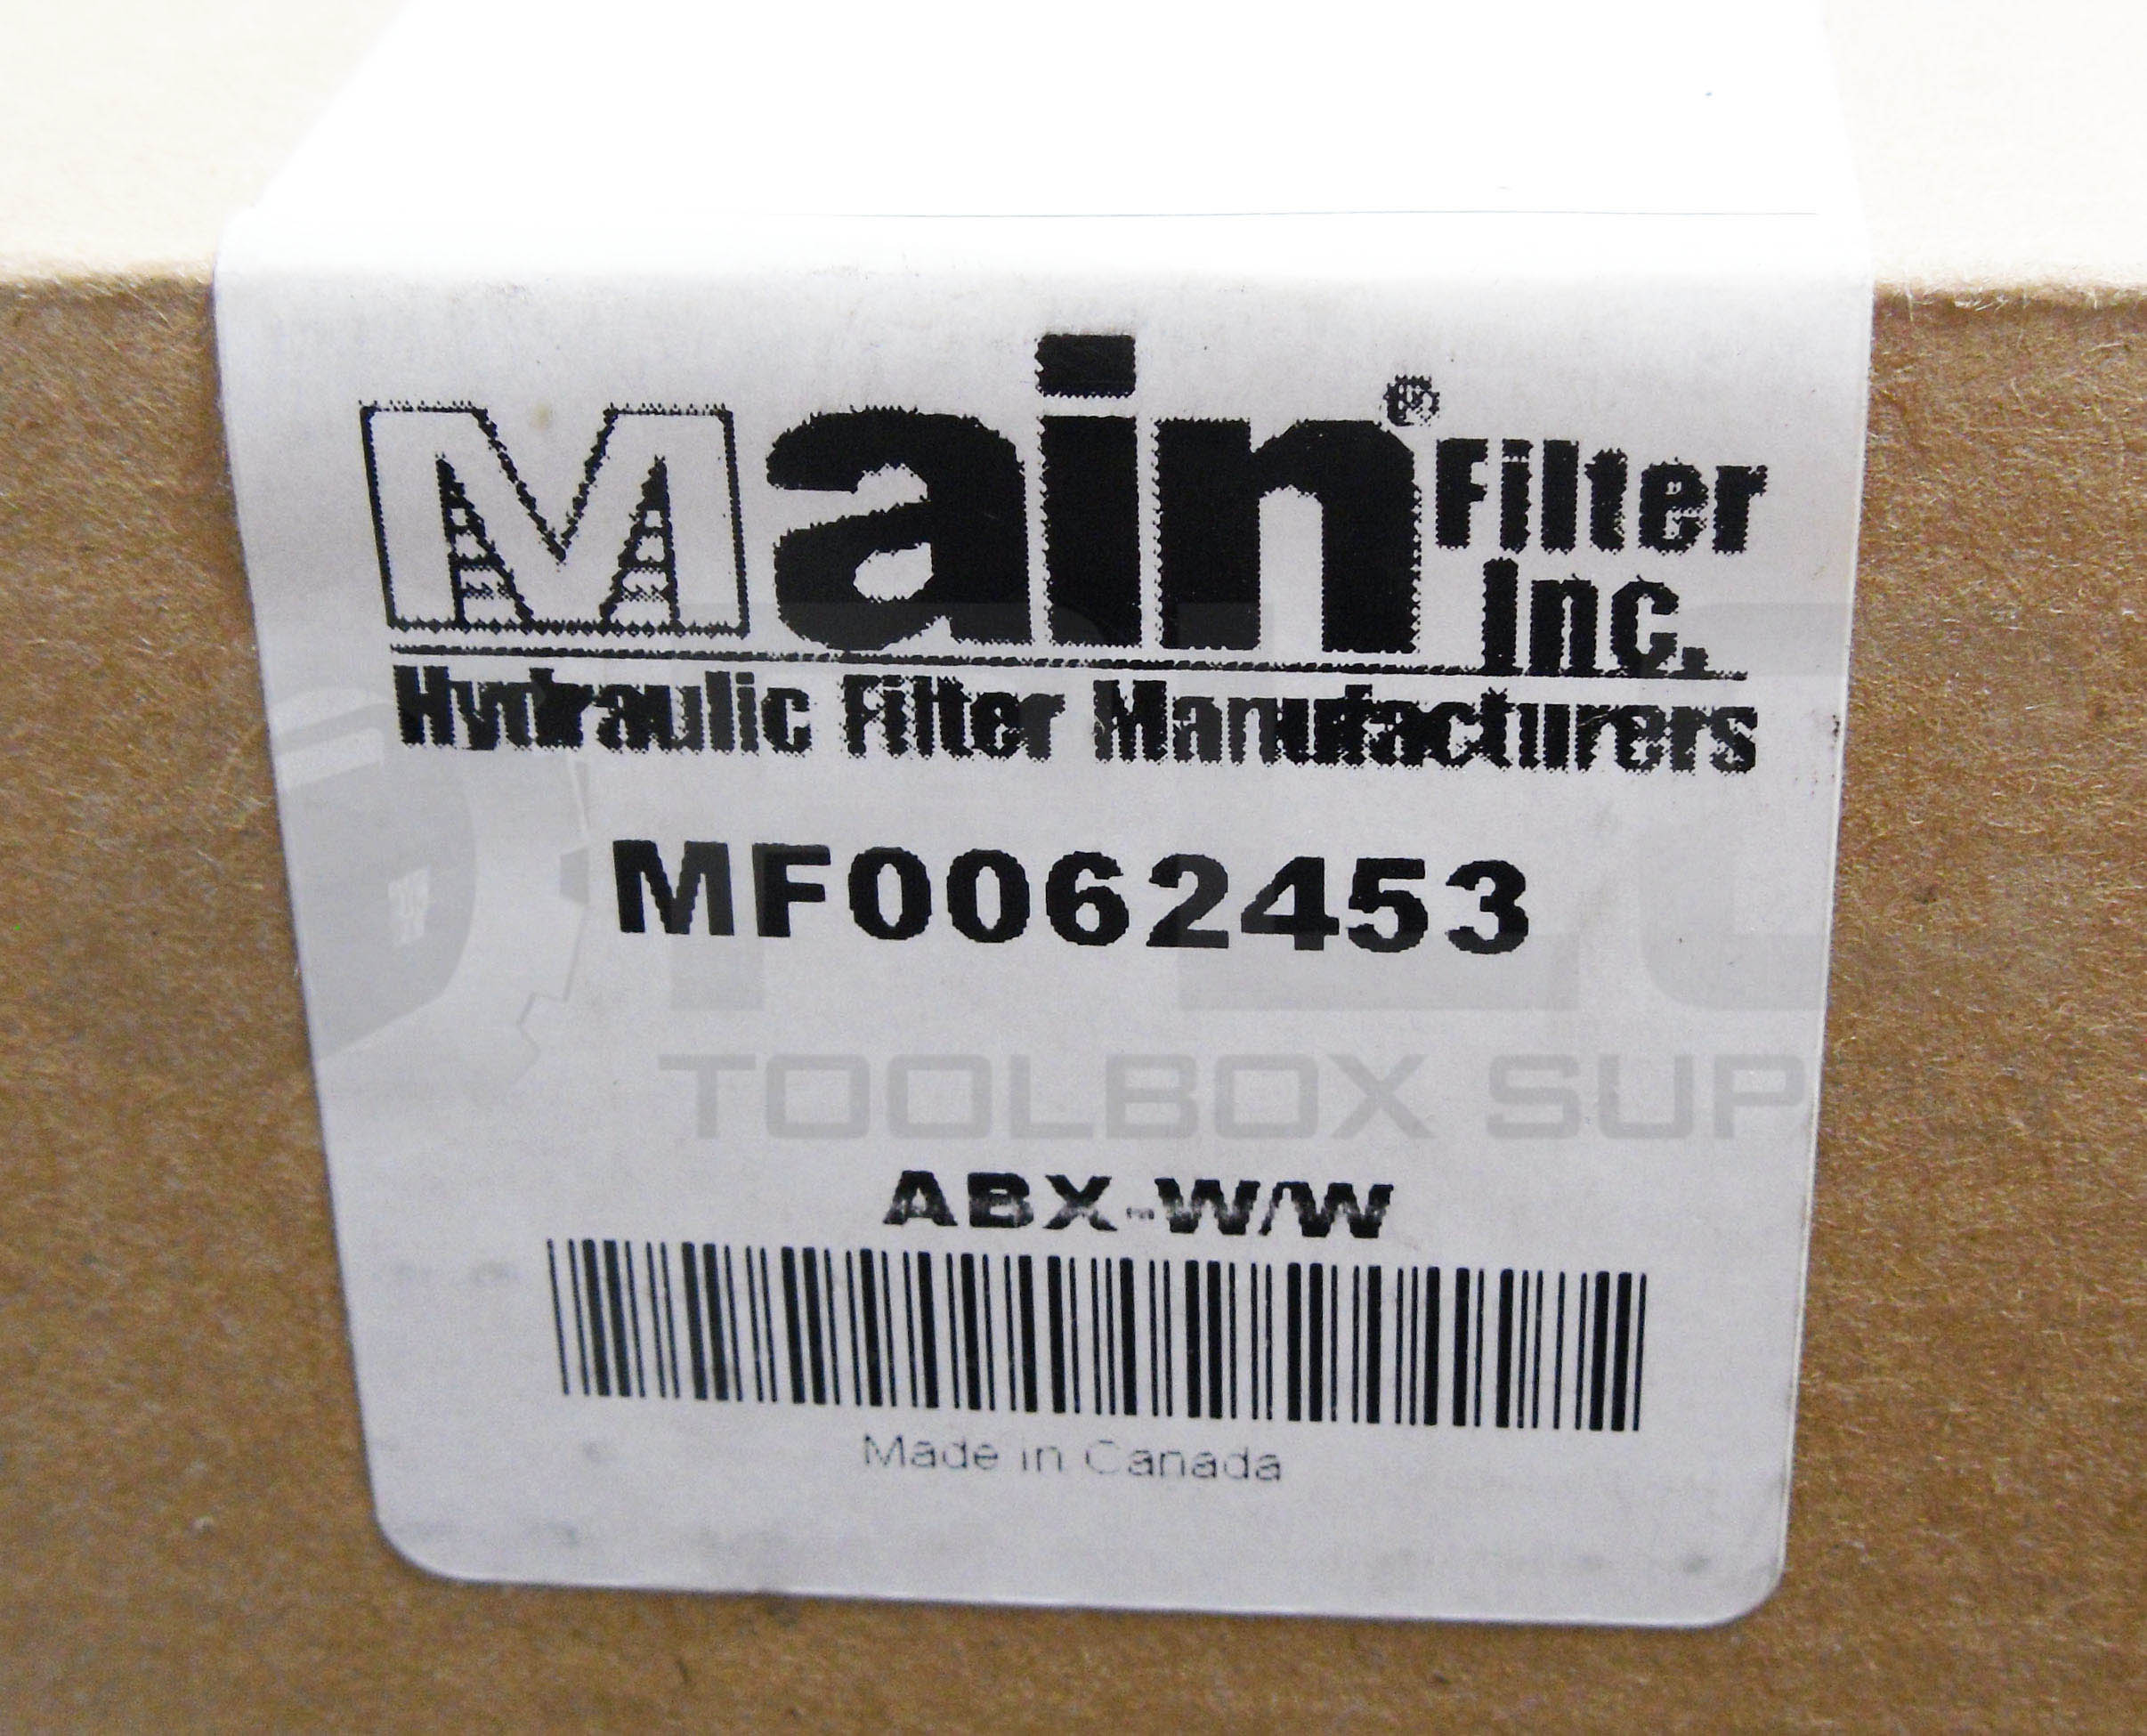 Main® Filter
Inc.
Hydraulic Filter Manufacturers
MF0062453
TOOLBOX SUP
ABX-W/W
Made in Canada